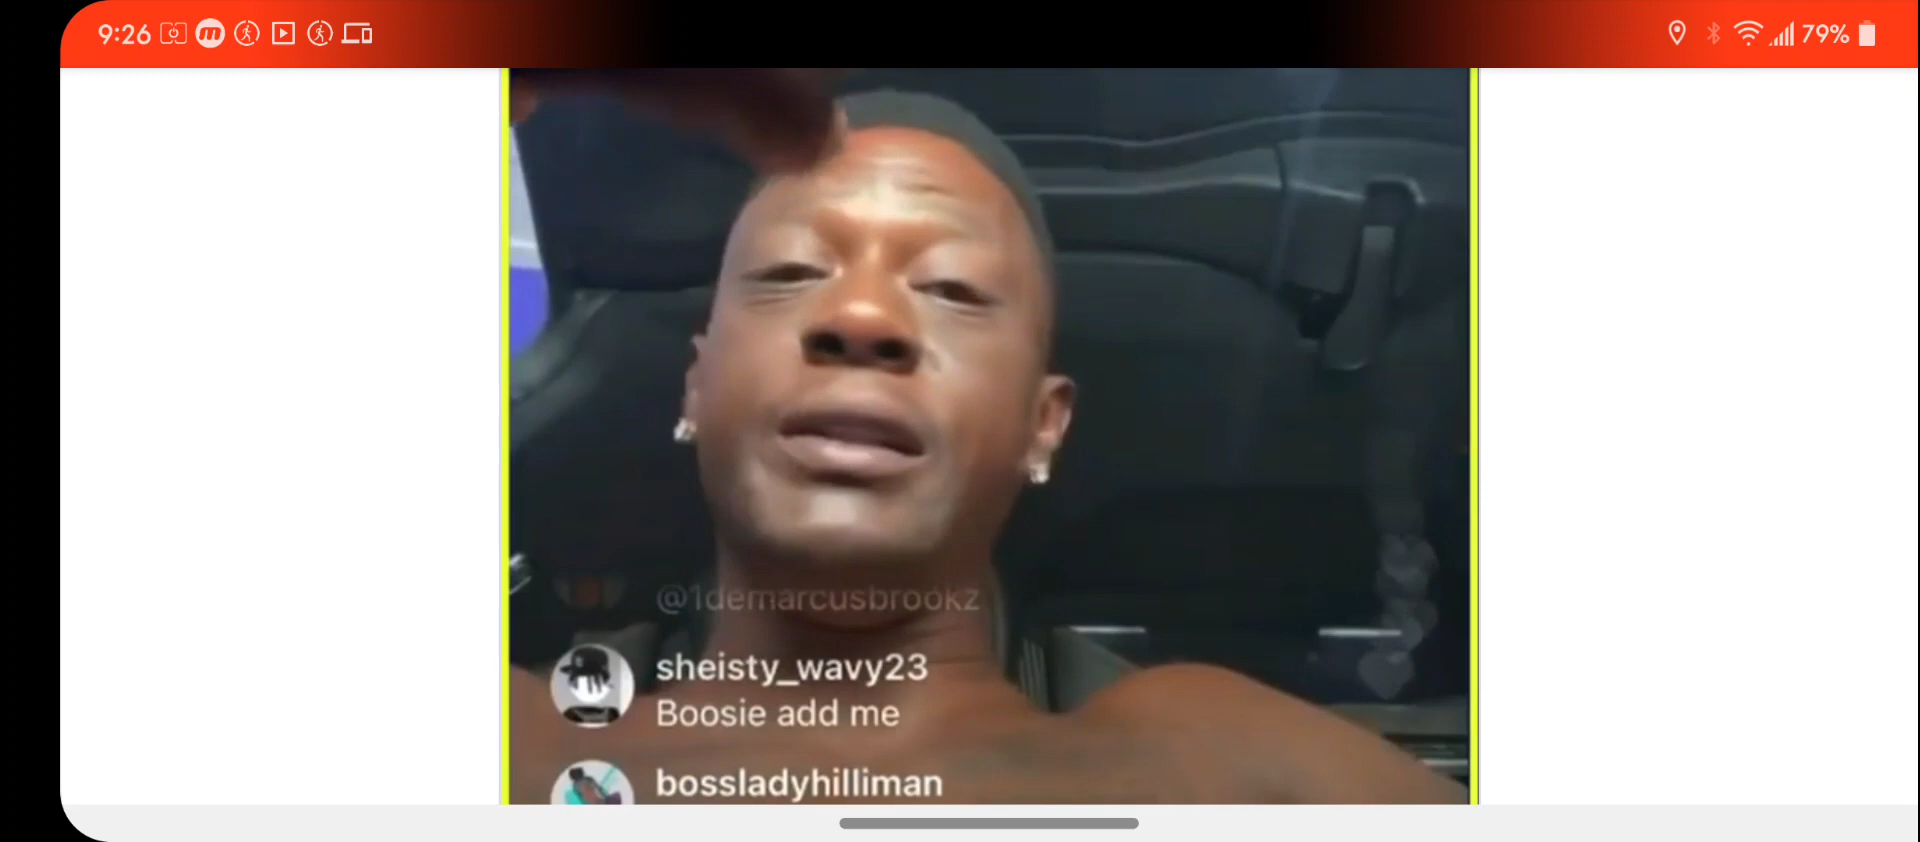 9:26
79%
@1demarcusbrookz
sheisty_wavy23
Boosie add me
bossladyhilliman